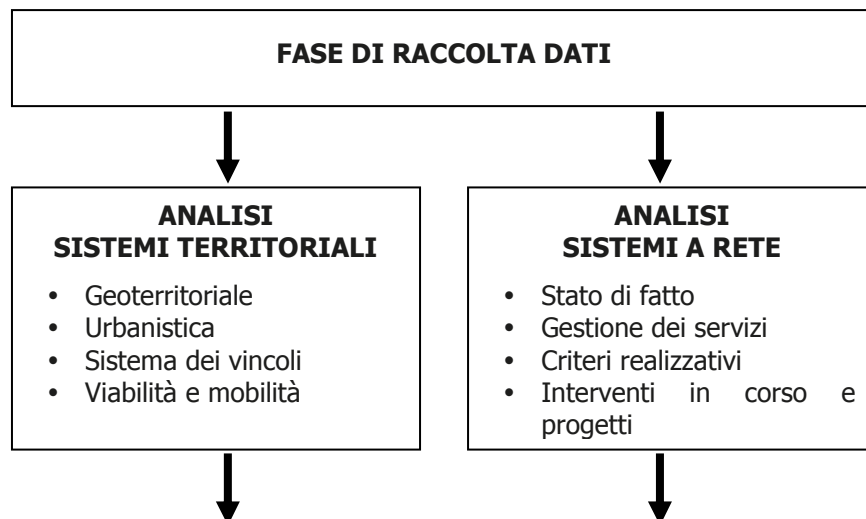 FASE DI RACCOLTA DATI
ANALISI
SISTEMI TERRITORIALI
• Geoterritoriale
• Urbanistica
• Sistema dei vincoli
• Viabilità e mobilità
ANALISI
SISTEMI A RETE
• Stato di fatto
• Gestione dei servizi
• Criteri realizzativi
• Interventi in corso e
progetti